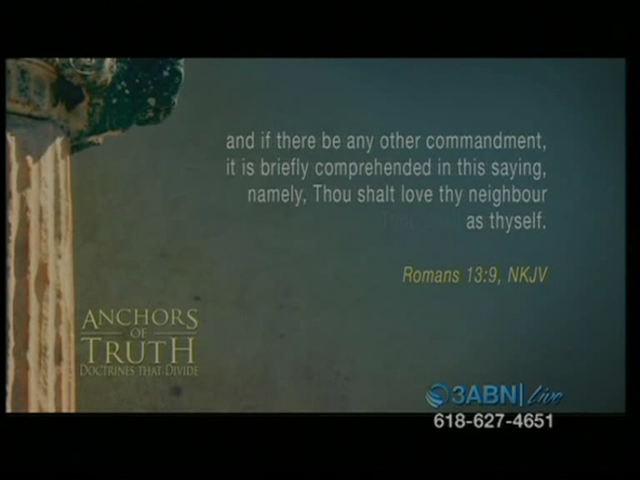 and if there be any other commandment,
it is briefly comprehended in this saying,
namely, Thou shalt love thy neighbour
as thyself.
Romans 13:9, NKJV
ANCHORS
OF
TRUTH
DOCTRINES THAT DIVIDE
3ABN|Live
618-627-4651